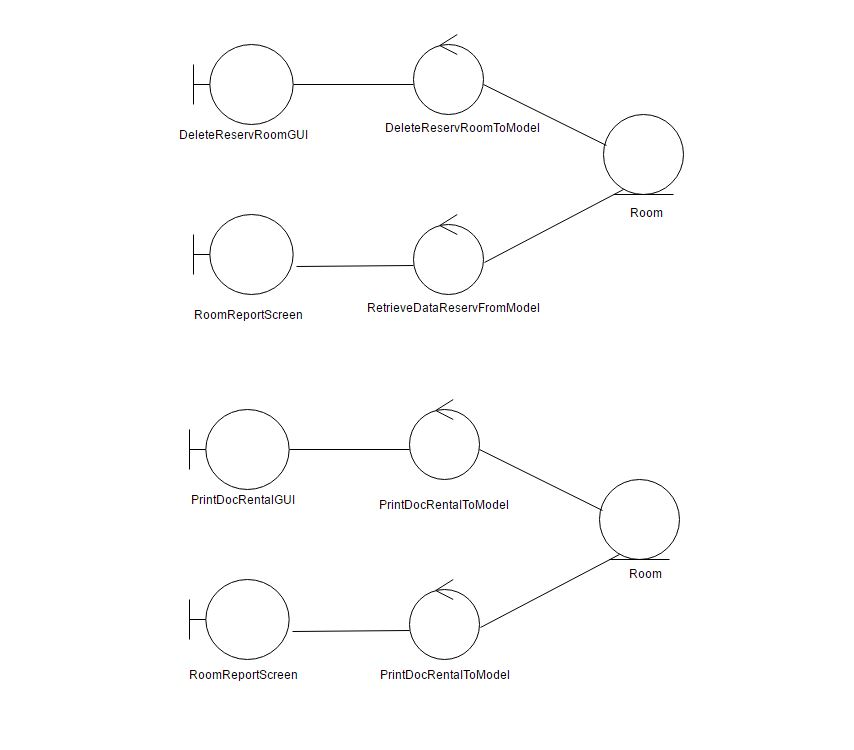 DeleteReservRoomGUI
DeleteReservRoomToModel
Room
RoomReportScreen
RetrieveDataReservFromModel
PrintDocRentalGUI
PrintDocRentalToModel
Room
RoomReportScreen
PrintDocRentalToModel